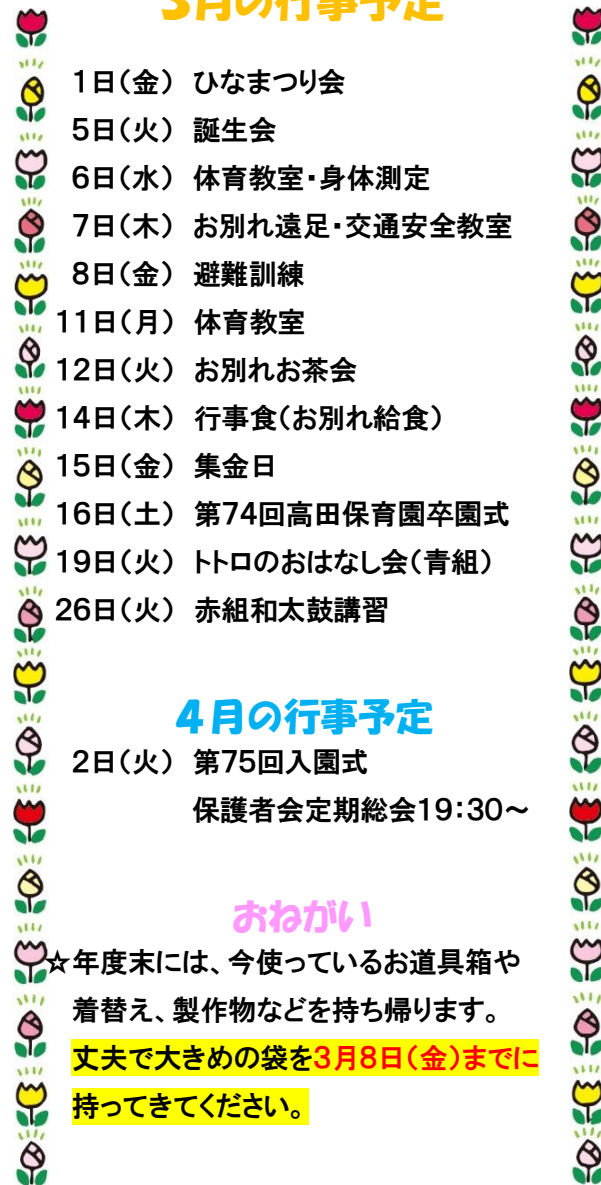 3月の行事予定
1日（金） ひなまつり会
5日（火） 誕生会
6日（水） 体育教室・身体測定
7日（木） お別れ遠足・交通安全教室
8日（金） 避難訓練
11日（月） 体育教室
12日（火） お別れお茶会
14日（木） 行事食（お別れ給食）
15日（金） 集金日
16日（土） 第74回高田保育園卒園式
19日（火） トトロのおはなし会（青組）
26日（火） 赤組和太鼓講習
4月の行事予定
2日（火） 第75回入園式
保護者会定期総会19：30～
おねがい
☆年度末には、今使っているお道具箱や
着替え、製作物などを持ち帰ります。
丈夫で大きめの袋を3月8日（金）までに
持ってきてください。